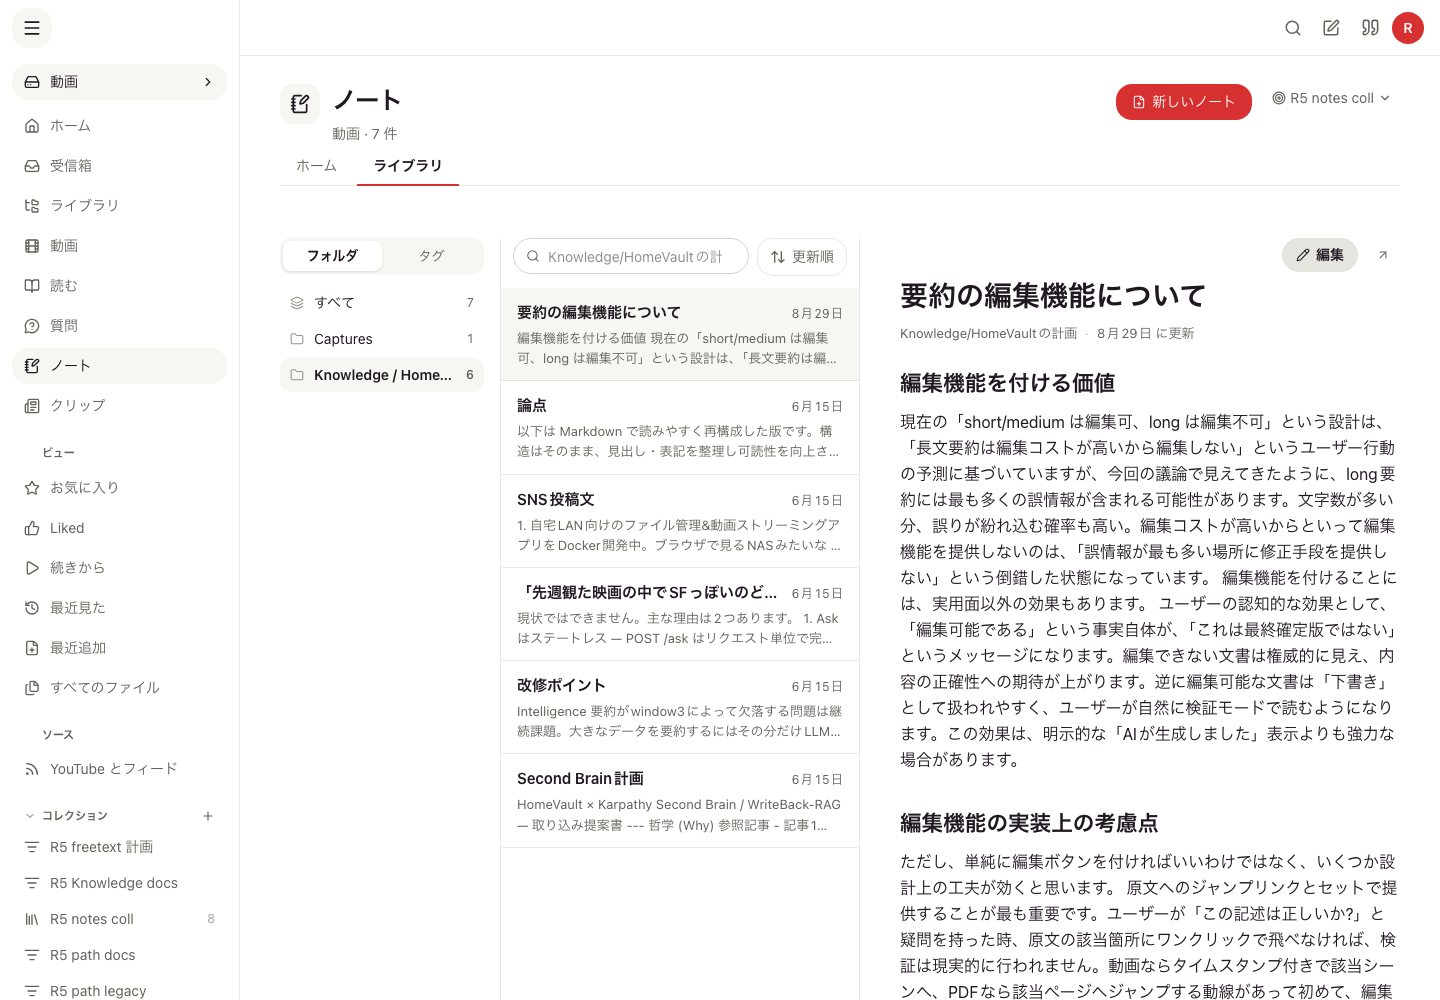 動画
ホーム
受信箱
ライブラリ
動画
読む
質問
ノート
クリップ
ビュー
お気に入り
Liked
続きから
最近見た
最近追加
すべてのファイル
ソース
YouTube とフィード
コレクション
R5 freetext 計画
R5 Knowledge docs
R5 notes coll 8
R5 path docs
R5 path legacy
R
ノート
動画 · 7 件
新しいノート
R5 notes coll
ホーム ライブラリ
フォルダ タグ
すべて 7
Captures 1
Knowledge / Home... 6
Knowledge/HomeVaultの計
更新順
要約の編集機能について 8月29日
編集機能を付ける価値 現在の「short/medium は編集
可、long は編集不可」という設計は、「長文要約は編...
論点 6月15日
以下は Markdown で読みやすく再構成した版です。構
造はそのまま、見出し・表記を整理し可読性を向上さ...
SNS投稿文 6月15日
1. 自宅LAN向けのファイル管理&動画ストリーミングア
プリをDocker開発中。ブラウザで見るNASみたいな ...
「先週観た映画の中でSFっぽいのど... 6月15日
現状ではできません。主な理由は2つあります。 1. Ask
はステートレス — POST /ask はリクエスト単位で完...
改修ポイント 6月15日
Intelligence 要約がwindow3によって欠落する問題は継
続課題。大きなデータを要約するにはその分だけLLM...
Second Brain計画 6月15日
HomeVault × Karpathy Second Brain / WriteBack-RAG
— 取り込み提案書 --- 哲学 (Why) 参照記事 - 記事1...
編集
要約の編集機能について
Knowledge/HomeVaultの計画 · 8月29日 に更新
編集機能を付ける価値
現在の「short/medium は編集可、long は編集不可」という設計は、
「長文要約は編集コストが高いから編集しない」というユーザー行動
の予測に基づいていますが、今回の議論で見えてきたように、long要
約には最も多くの誤情報が含まれる可能性があります。文字数が多い
分、誤りが紛れ込む確率も高い。編集コストが高いからといって編集
機能を提供しないのは、「誤情報が最も多い場所に修正手段を提供し
ない」という倒錯した状態になっています。 編集機能を付けることに
は、実用面以外の効果もあります。 ユーザーの認知的な効果として、
「編集可能である」という事実自体が、「これは最終確定版ではない」
というメッセージになります。編集できない文書は権威的に見え、内
容の正確性への期待が上がります。逆に編集可能な文書は「下書き」
として扱われやすく、ユーザーが自然に検証モードで読むようになり
ます。この効果は、明示的な「AIが生成しました」表示よりも強力な
場合があります。
編集機能の実装上の考慮点
ただし、単純に編集ボタンを付ければいいわけではなく、いくつか設
計上の工夫が効くと思います。 原文へのジャンプリンクとセットで提
供することが最も重要です。ユーザーが「この記述は正しいか?」と
疑問を持った時、原文の該当箇所にワンクリックで飛べなければ、検
証は現実的に行われません。動画ならタイムスタンプ付きで該当シー
ンへ、PDFなら該当ページへジャンプする動線があって初めて、編集